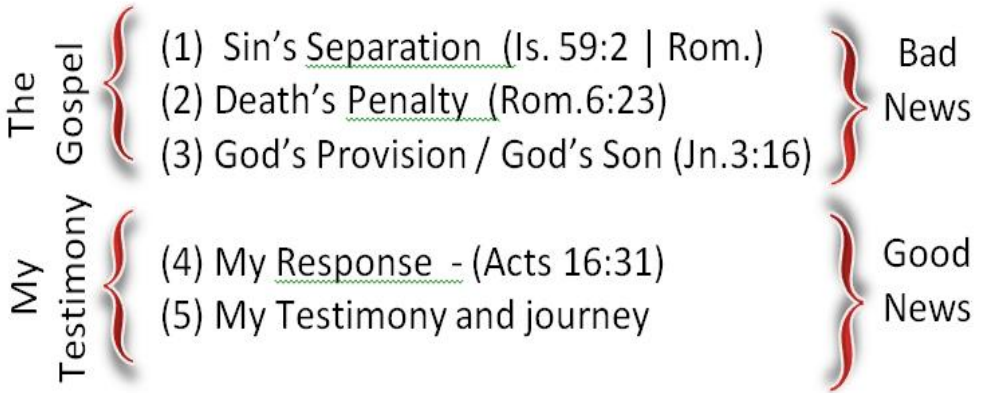 The
Gospel
(1) Sin's Separation (Is. 59:2 | Rom.)
(2) Death's Penalty (Rom.6:23)
(3) God's Provision / God's Son (Jn.3:16)
Bad
News
My
Testimony
(4) My Response - (Acts 16:31)
(5) My Testimony and journey
Good
News